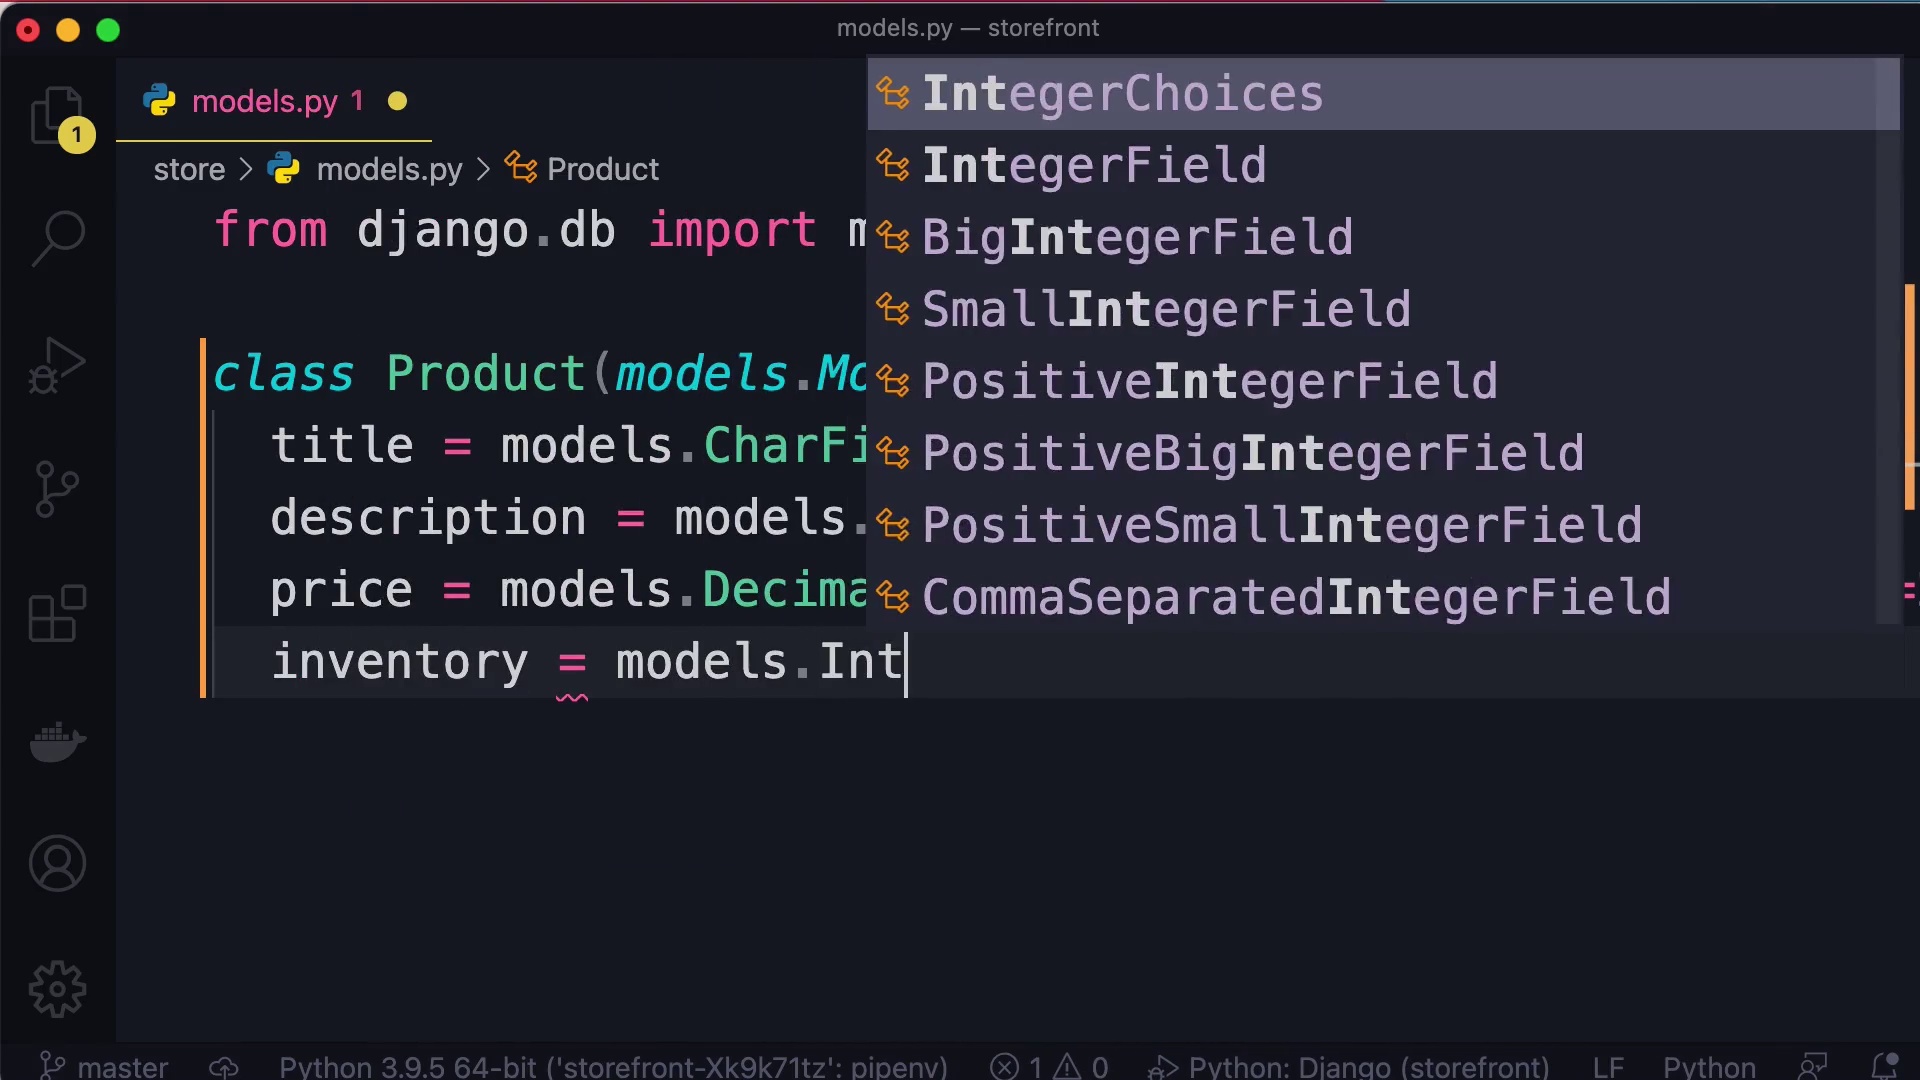 models.py — storefront
models.py 1
1
store > models.py > Product
from django.db import m
class Product(models.Mo
title = models.CharFi
description = models.
price = models.Decima
inventory = models.Int
IntegerChoices
IntegerField
BigIntegerField
SmallIntegerField
PositiveIntegerField
PositiveBigIntegerField
PositiveSmallIntegerField
CommaSeparatedIntegerField
=
master Python 3.9.5 64-bit ('storefront-Xk9k71tz': pipenv) 1 0 Python: Django (storefront) LF Python